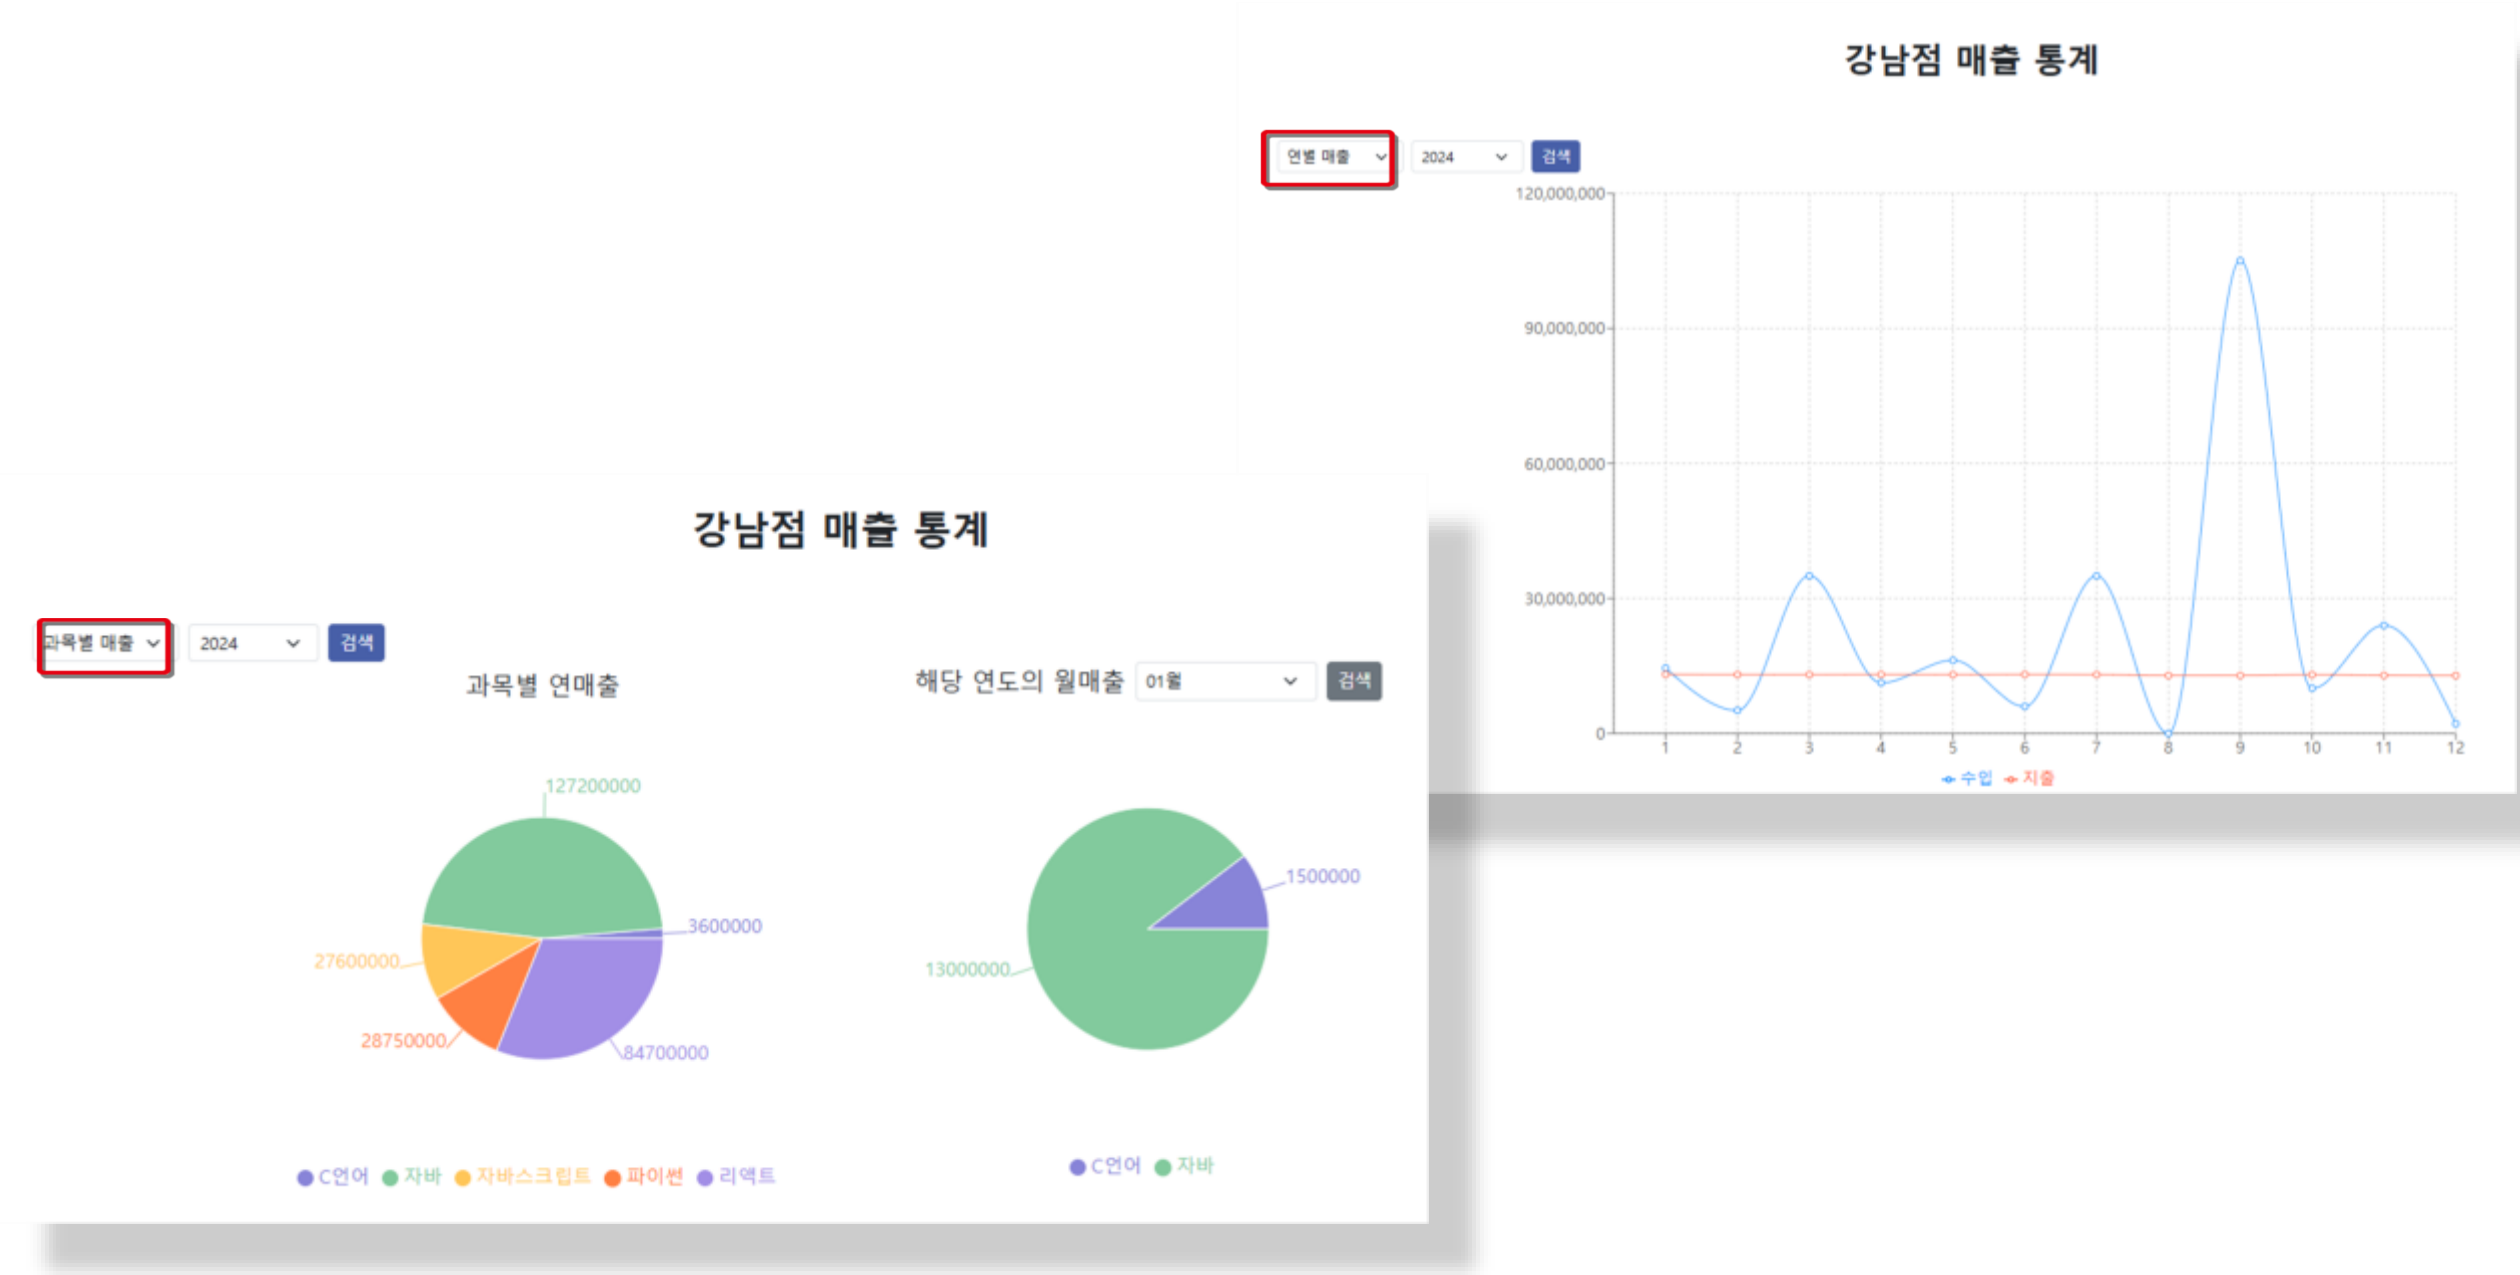 강남점 매출 통계
연별 매출 2024 검색
120,000,000
90,000,000
60,000,000
30,000,000
0
1 2 3 4 5 6 7 8 9 10 11 12
수입 지출
강남점 매출 통계
과목별 매출 2024 검색
과목별 연매출
해당 연도의 월매출 01월 검색
127200000
3600000
27600000
28750000
84700000
C언어 자바 자바스크립트 파이썬 리액트
1500000
13000000
C언어 자바